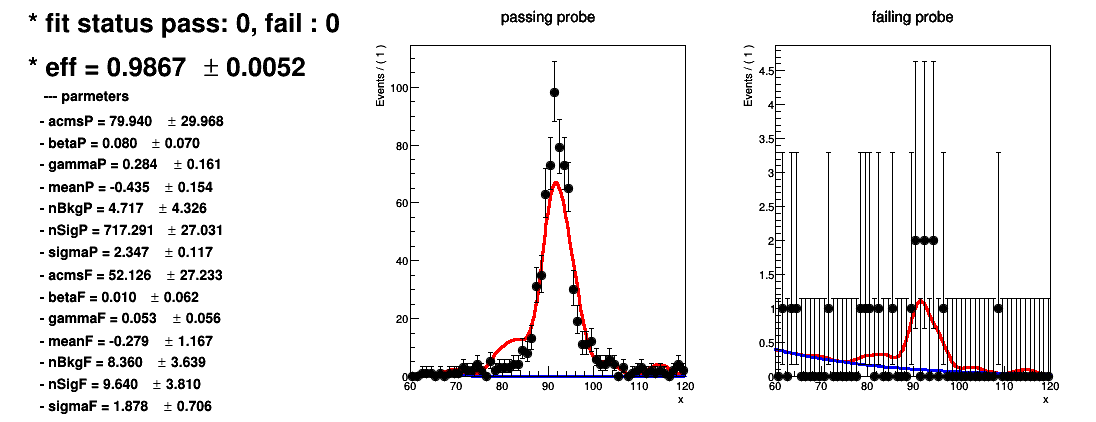 * fit status pass: 0, fail : 0
* eff = 0.9867 ± 0.0052
--- parmeters
- acmsP = 79.940 ± 29.968
- betaP = 0.080 ± 0.070
- gammaP = 0.284 ± 0.161
- meanP = -0.435 ± 0.154
- nBkgP = 4.717 ± 4.326
- nSigP = 717.291 ± 27.031
- sigmaP = 2.347 ± 0.117
- acmsF = 52.126 ± 27.233
- betaF = 0.010 ± 0.062
- gammaF = 0.053 ± 0.056
- meanF = -0.279 ± 1.167
- nBkgF = 8.360 ± 3.639
- nSigF = 9.640 ± 3.810
- sigmaF = 1.878 ± 0.706
passing probe
Events / ( 1 )
100
80
60
40
20
0
60 70 80 90 100 110 120
x
failing probe
Events / ( 1 )
4.5
4
3.5
3
2.5
2
1.5
1
0.5
0
60 70 80 90 100 110 120
x